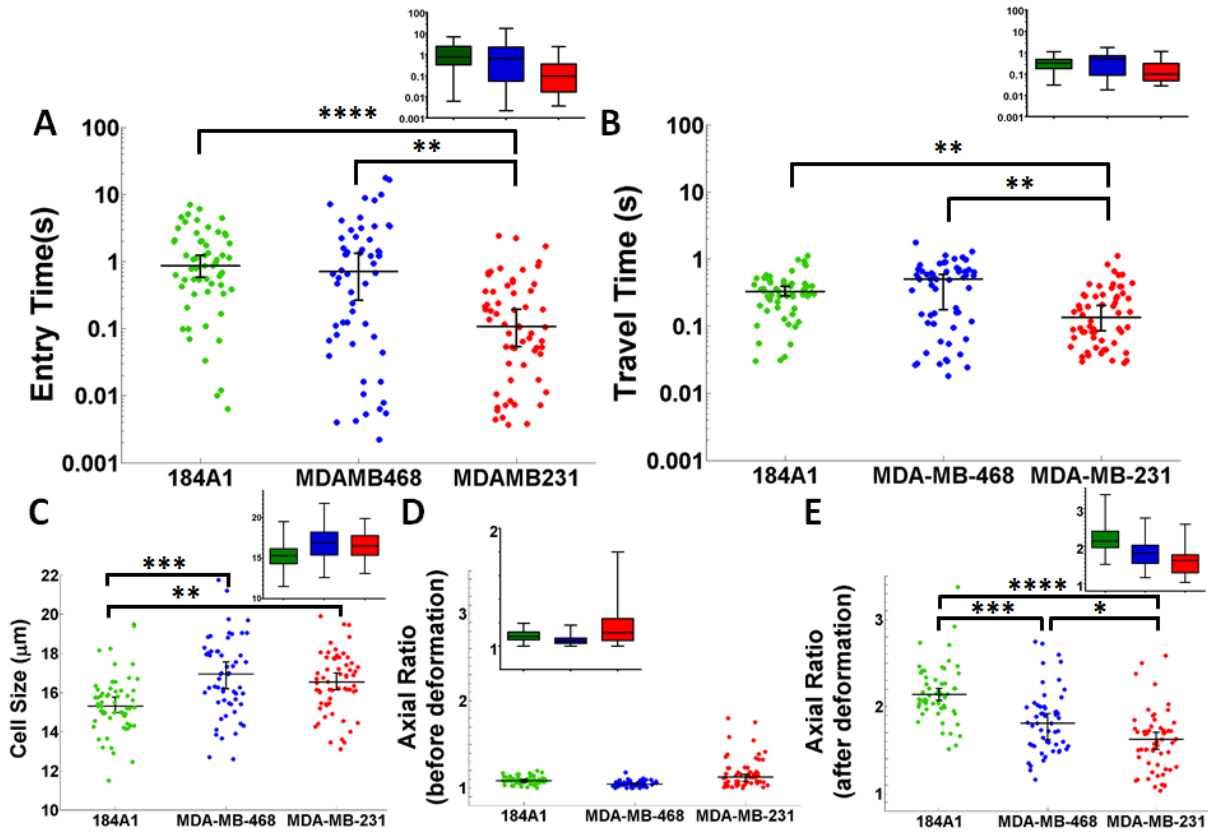 A
Entry Time(s)
100
10
1
0.1
0.01
0.001
100
10
1
0.1
0.01
0.001
****
**
184A1
MDAMB468
MDAMB231
B
Travel Time (s)
100
10
1
0.1
0.01
0.001
100
10
1
0.1
0.01
0.001
**
**
184A1
MDA-MB-468
MDA-MB-231
C
Cell Size (μm)
22
20
18
16
14
12
10
20
15
10
***
**
184A1
MDA-MB-468
MDA-MB-231
D
Axial Ratio
(before deformation)
3
2
1
2
1
184A1
MDA-MB-468
MDA-MB-231
E
Axial Ratio
(after deformation)
3
2
1
3
2
1
****
***
*
184A1
MDA-MB-468
MDA-MB-231